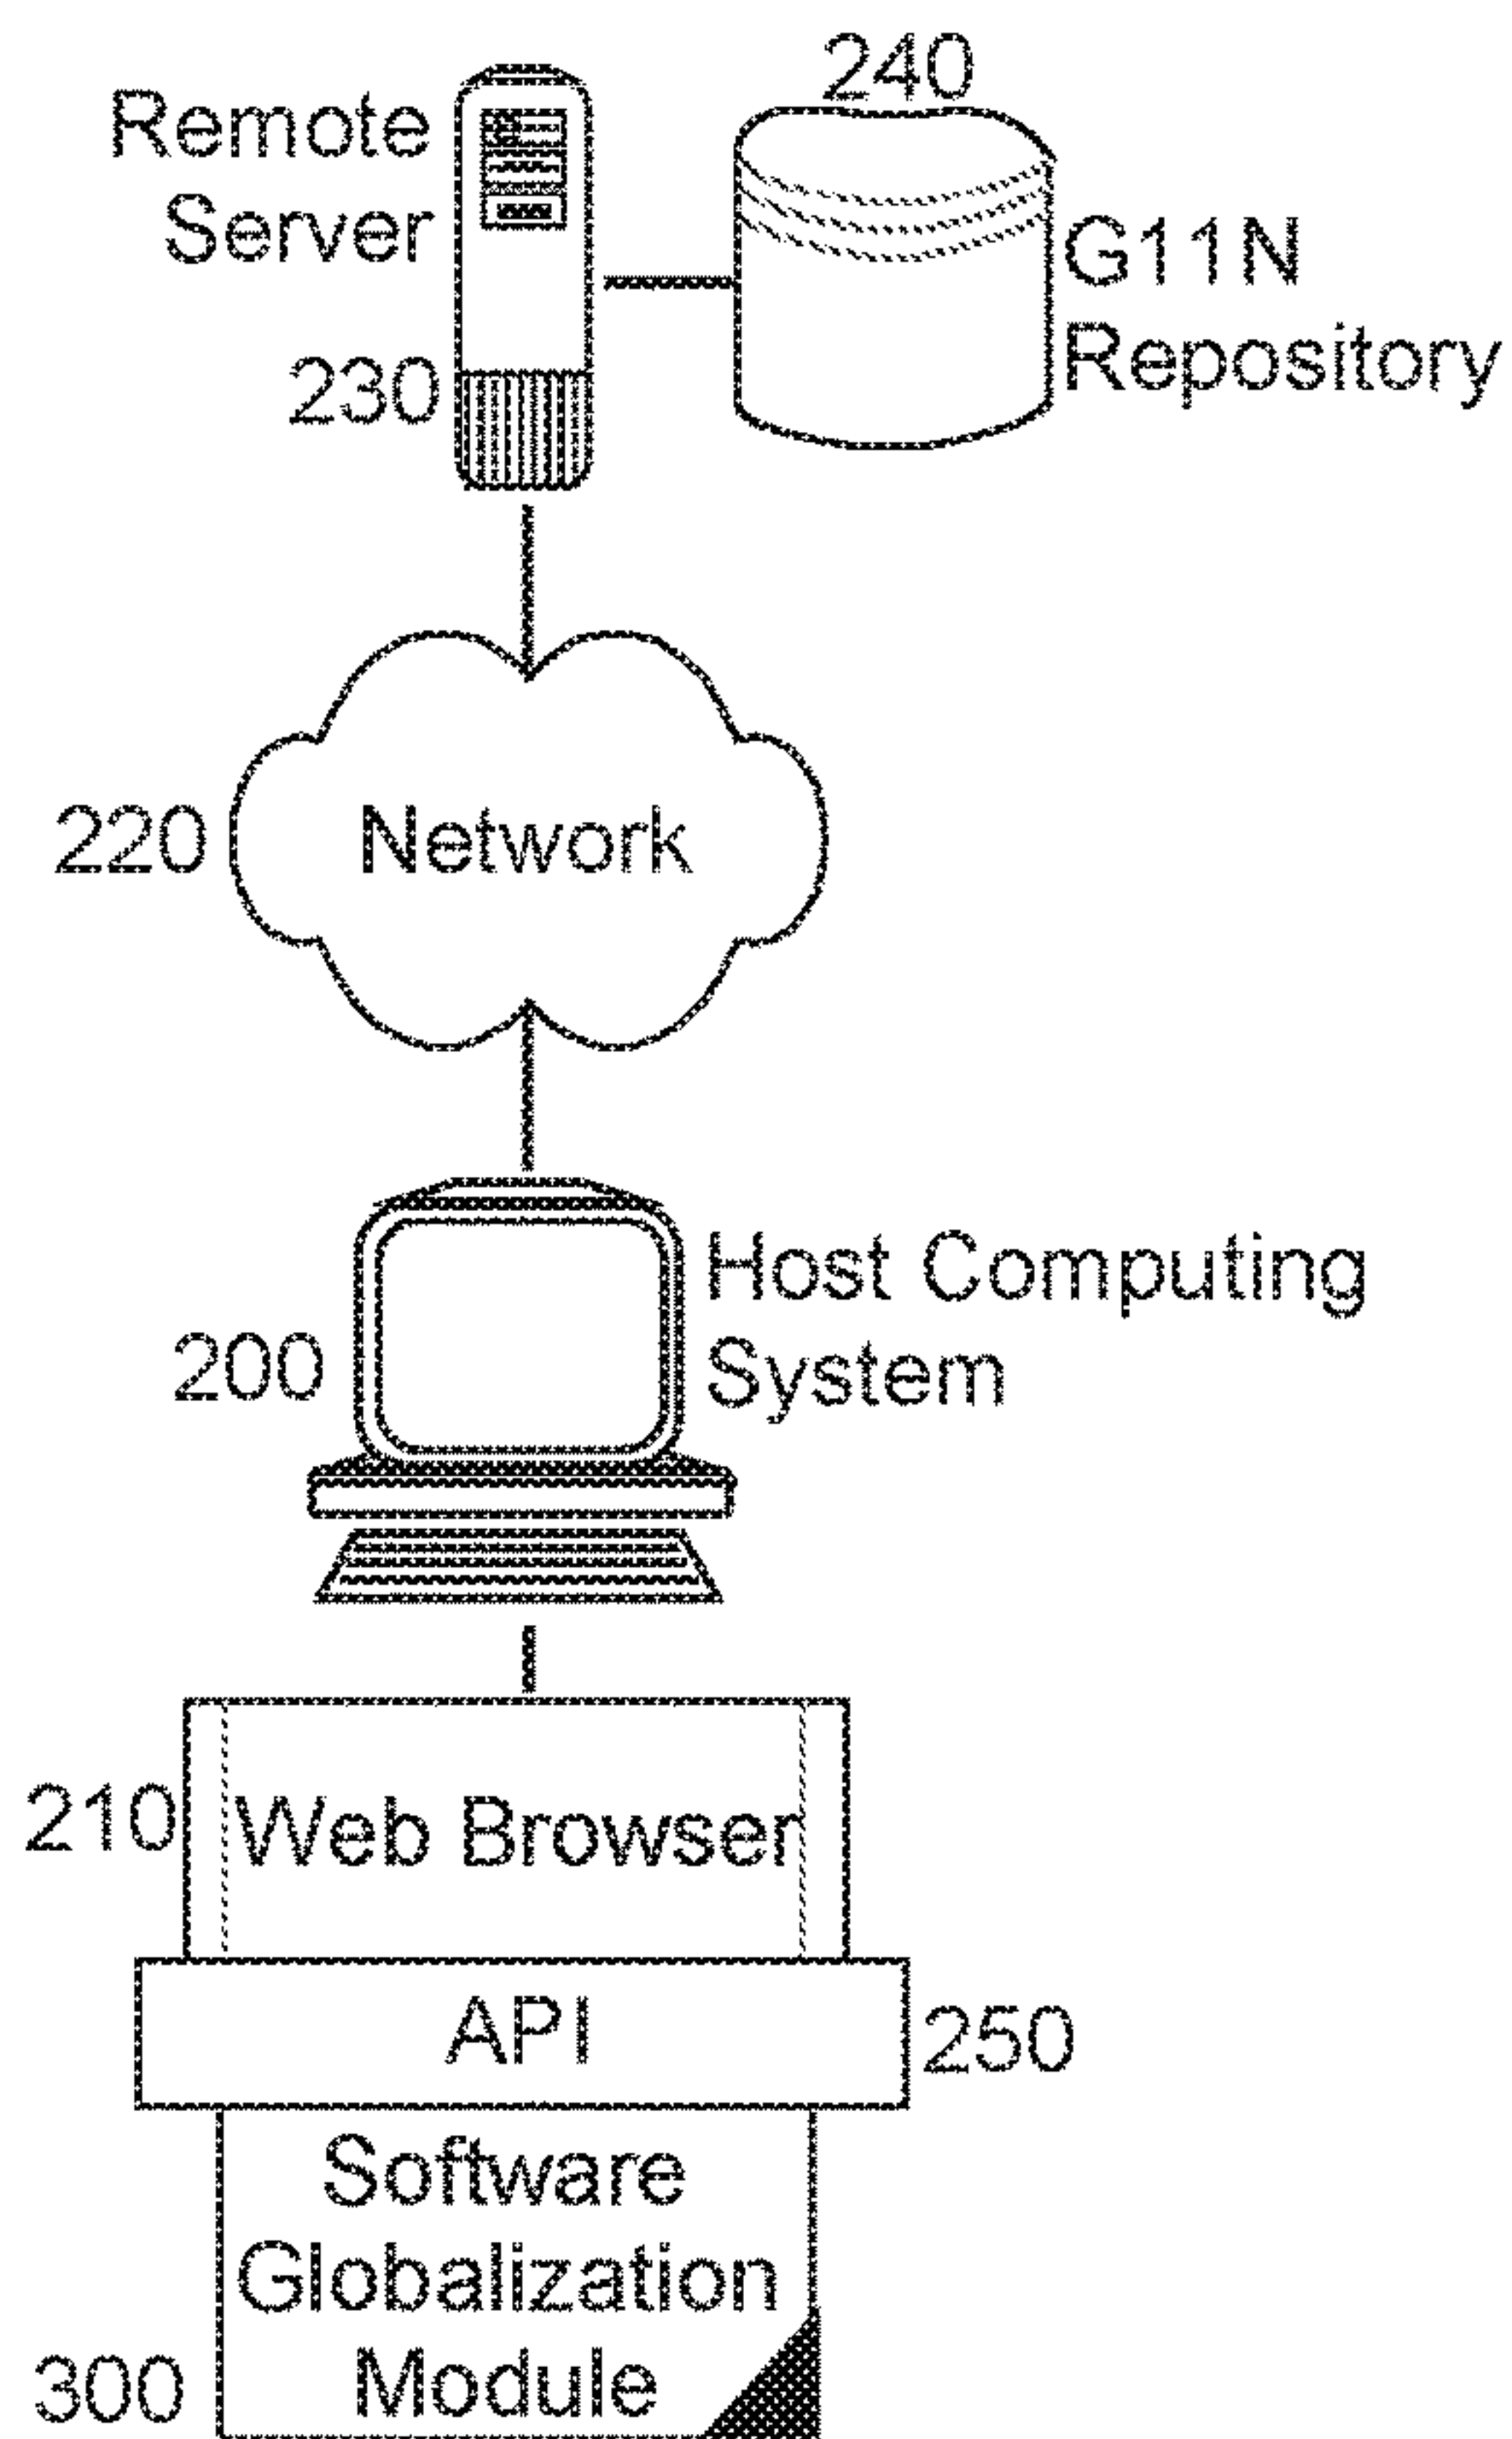 240
Remote
Server
G11N
Repository
230
220
Network
Host Computing
System
200
210
Web Browser
API
250
Software
Globalization
Module
300